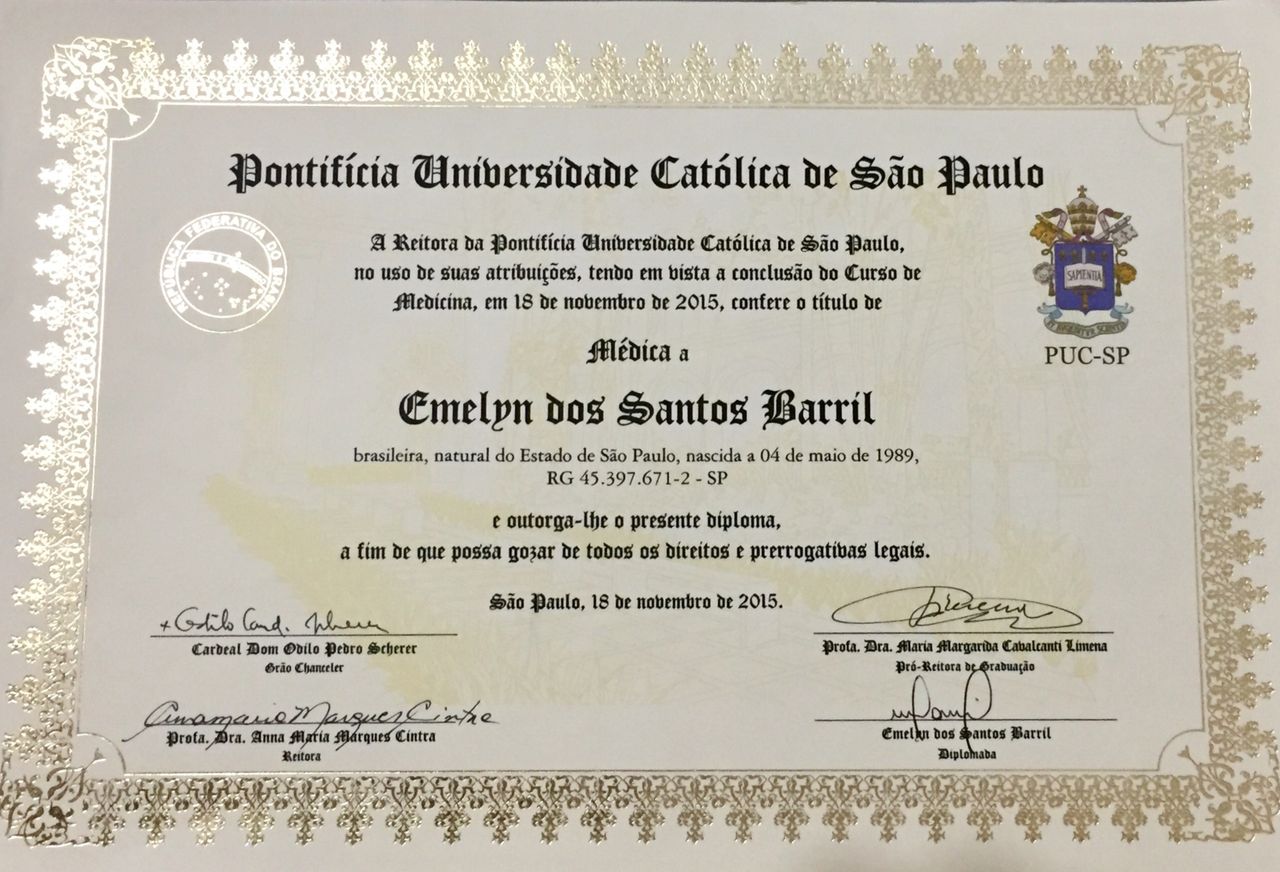 Pontifícia Universidade Católica de São Paulo
REPÚBLICA FEDERATIVA DO BRASIL
A Reitora da Pontifícia Universidade Católica de São Paulo,
no uso de suas atribuições, tendo em vista a conclusão do Curso de
Medicina, em 18 de novembro de 2015, confere o título de
SAPIENTIA
PUC-SP
Médica a
Emelyn dos Santos Barril
brasileira, natural do Estado de São Paulo, nascida a 04 de maio de 1989,
RG 45.397.671-2 - SP
e outorga-lhe o presente diploma,
a fim de que possa gozar de todos os direitos e prerrogativas legais.
São Paulo, 18 de novembro de 2015.
+ Odilo Card. Scherer
Cardeal Dom Odilo Pedro Scherer
Grão Chanceler
Profa. Dra. Maria Margarida Cavalcanti Limena
Pró-Reitora de Graduação
Annamaria Marques Cintra
Profa. Dra. Anna Maria Marques Cintra
Reitora
Emelyn dos Santos Barril
Diplomada